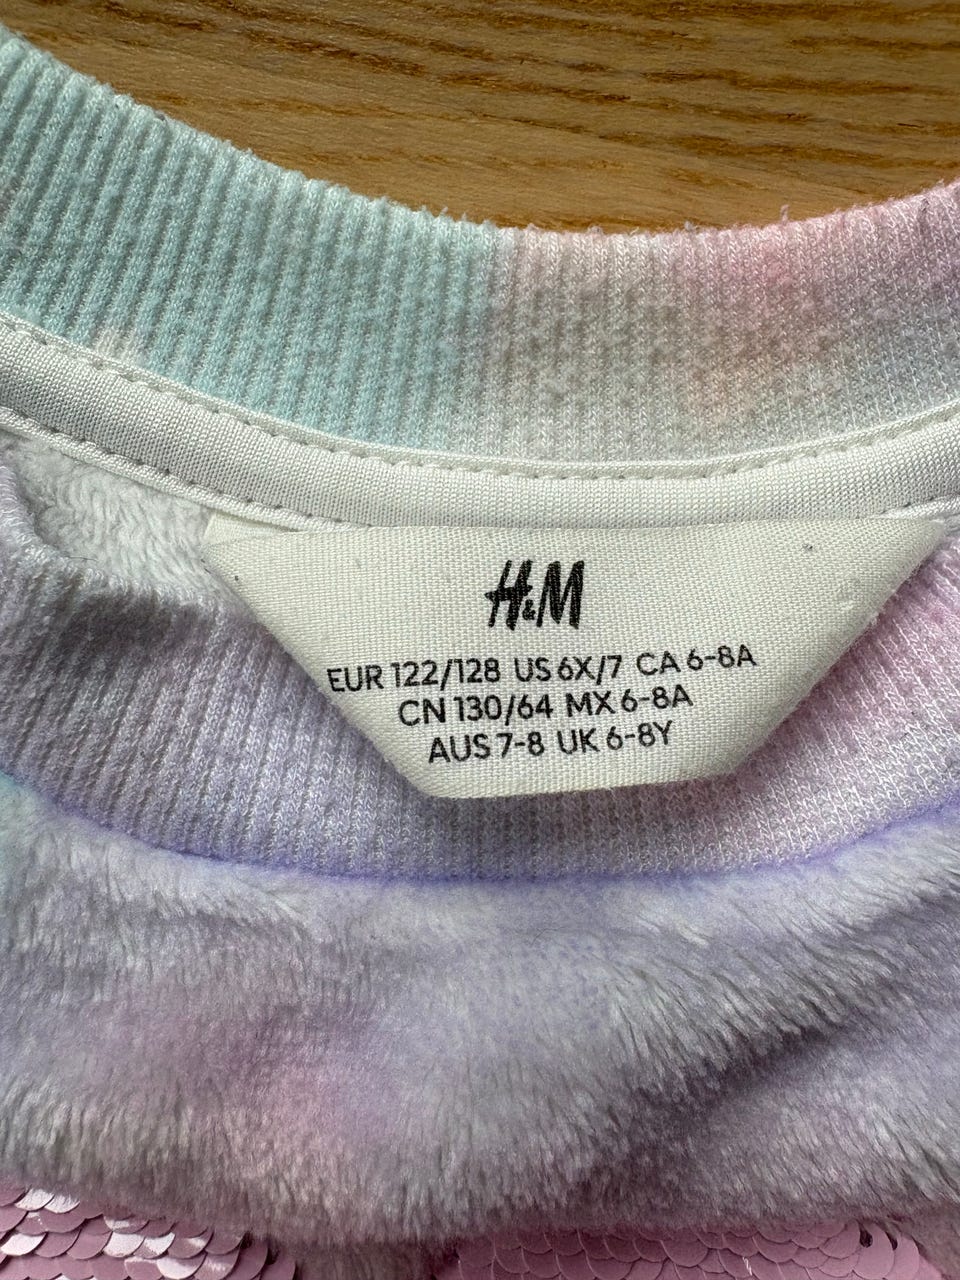 H&M
EUR 122/128 US 6X/7 CA 6-8A
CN 130/64 MX 6-8A
AUS 7-8 UK 6-8Y